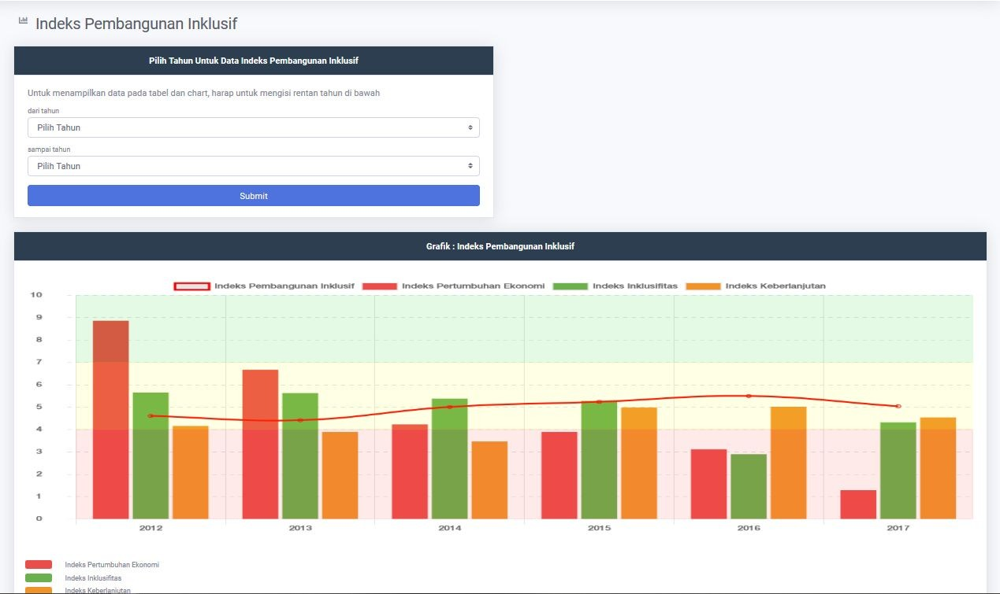 Indeks Pembangunan Inklusif
Pilih Tahun Untuk Data Indeks Pembangunan Inklusif
Untuk menampilkan data pada tabel dan chart, harap untuk mengisi rentan tahun di bawah
dari tahun
Pilih Tahun
sampai tahun
Pilih Tahun
Submit
Grafik : Indeks Pembangunan Inklusif
Indeks Pembangunan Inklusif Indeks Pertumbuhan Ekonomi Indeks Inklusifitas Indeks Keberlanjutan
10
9
8
7
6
5
4
3
2
1
0
2012 2013 2014 2015 2016 2017
Indeks Pertumbuhan Ekonomi
Indeks Inklusifitas
Indeks Keberlanjutan